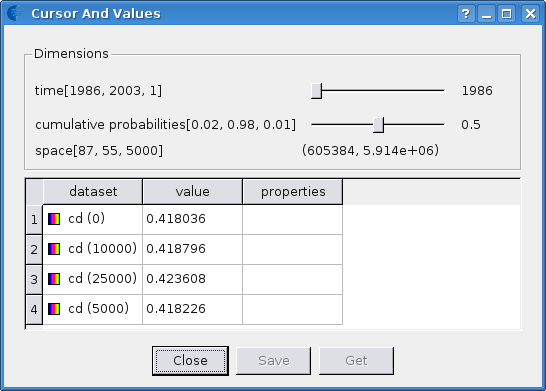 Cursor And Values
Dimensions
time[1986, 2003, 1] 1986
cumulative probabilities[0.02, 0.98, 0.01] 0.5
space[87, 55, 5000] (605384, 5.914e+06)
dataset value properties
1 cd (0) 0.418036
2 cd (10000) 0.418796
3 cd (25000) 0.423608
4 cd (5000) 0.418226
Close Save Get